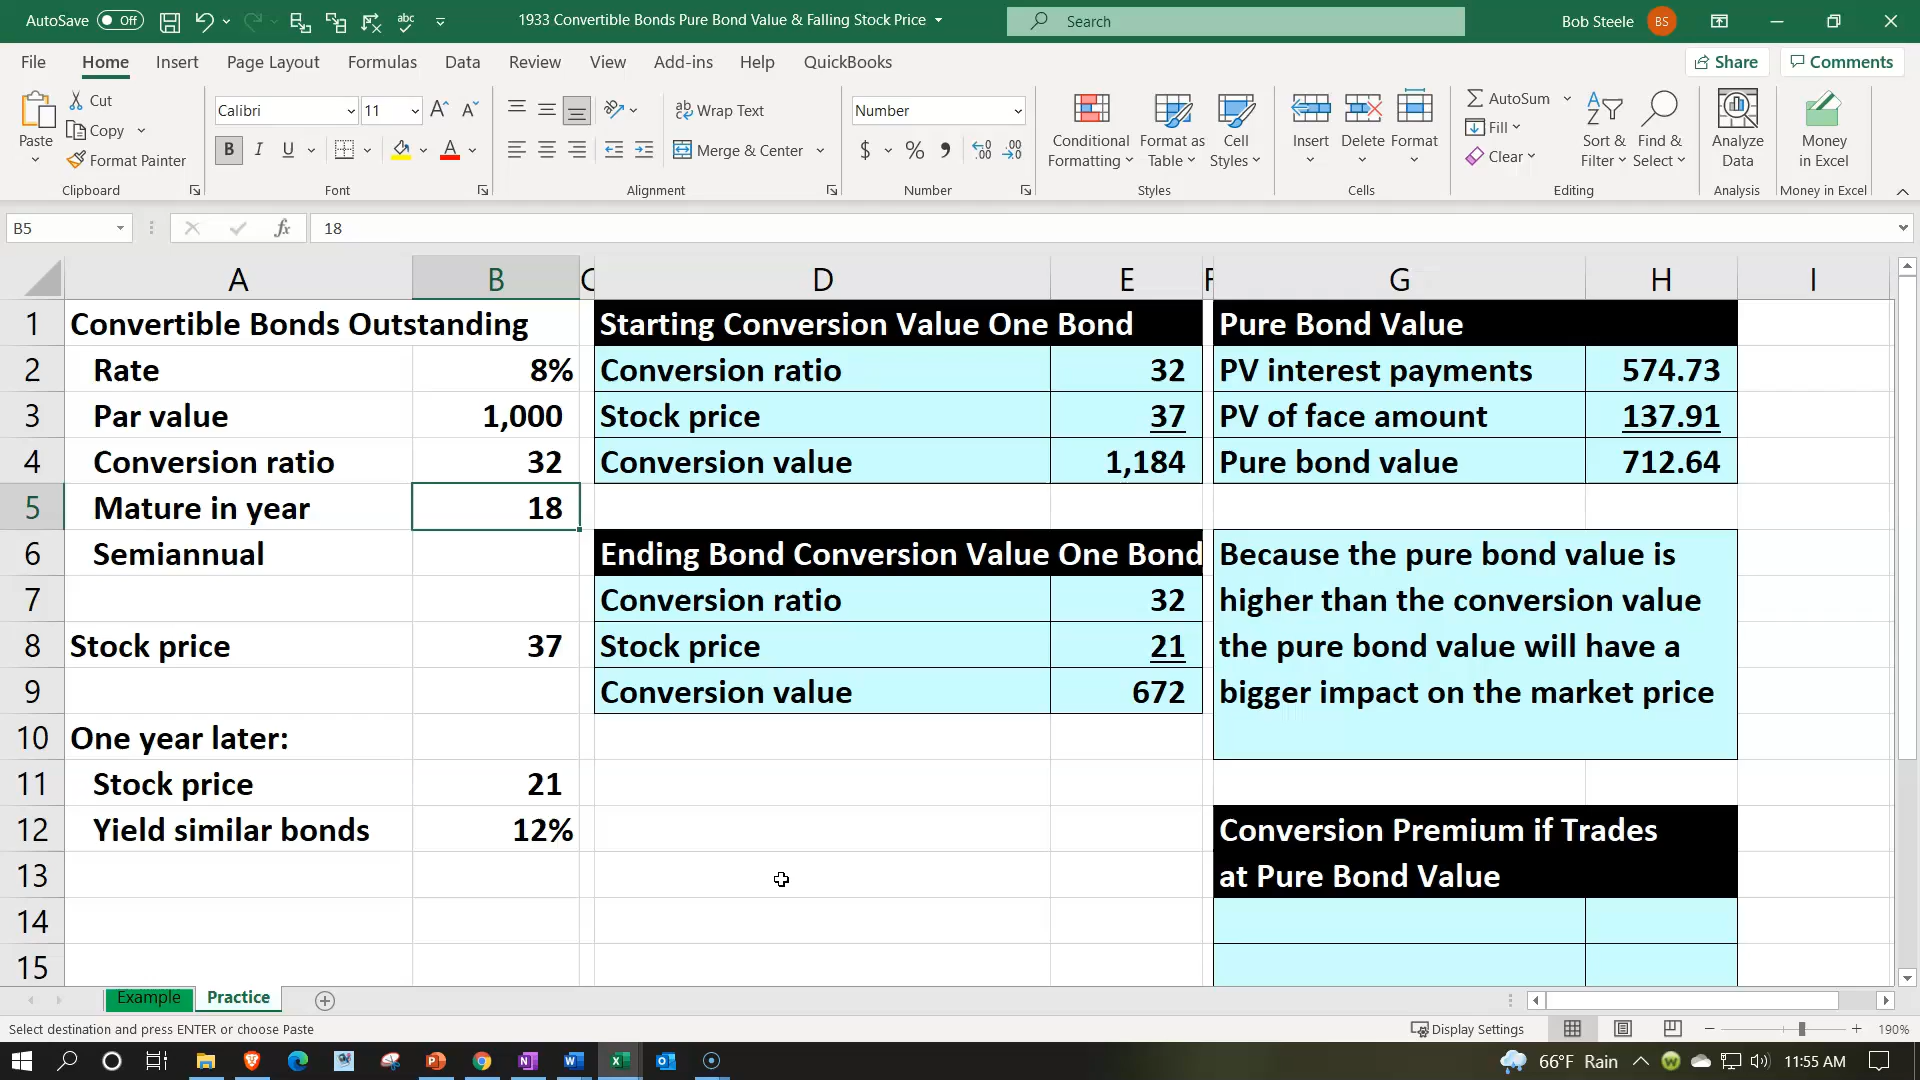 AutoSave Off 1933 Convertible Bonds Pure Bond Value & Falling Stock Price Search Bob Steele BS
File Home Insert Page Layout Formulas Data Review View Add-ins Help QuickBooks Share Comments
Paste Cut Copy Format Painter Clipboard
Calibri 11 B I U A Font
Wrap Text Merge & Center Alignment
Number $ % Number
Conditional Formatting Format as Table Cell Styles Styles
Insert Delete Format Cells
AutoSum Fill Clear Sort & Filter Find & Select Editing
Analyze Data Analysis
Money in Excel Money in Excel
B5 fx 18
A B C D E F G H I
1 Convertible Bonds Outstanding Starting Conversion Value One Bond Pure Bond Value
2 Rate 8% Conversion ratio 32 PV interest payments 574.73
3 Par value 1,000 Stock price 37 PV of face amount 137.91
4 Conversion ratio 32 Conversion value 1,184 Pure bond value 712.64
5 Mature in year 18
6 Semiannual Ending Bond Conversion Value One Bond Because the pure bond value is
7 Conversion ratio 32 higher than the conversion value
8 Stock price 37 Stock price 21 the pure bond value will have a
9 Conversion value 672 bigger impact on the market price
10 One year later:
11 Stock price 21
12 Yield similar bonds 12% Conversion Premium if Trades
13 at Pure Bond Value
14
15
Example Practice
Select destination and press ENTER or choose Paste Display Settings 190%
66°F Rain 11:55 AM